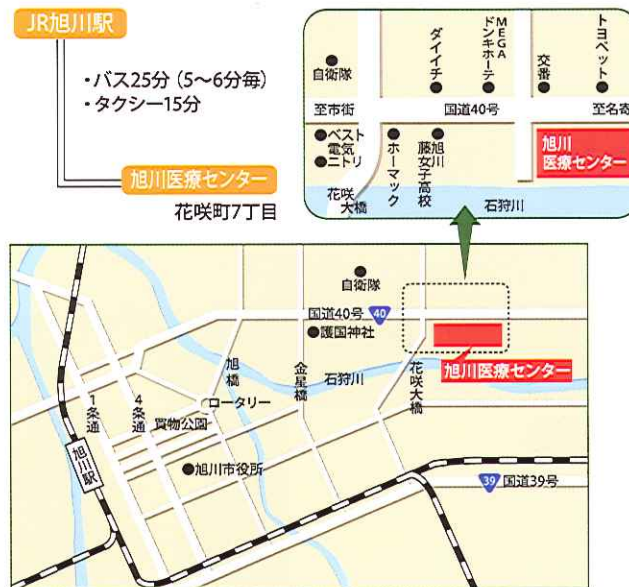 JR旭川駅
・バス25分（5〜6分毎）
・タクシー15分
旭川医療センター
花咲町7丁目
自衛隊
ダイイチ
MEGA
ドンキホーテ
交番
トヨペット
至市街
国道40号
至名寄
ベスト
電気
ニトリ
ホーマック
旭川
藤女子高校
旭川
医療センター
花咲
大橋
石狩川
自衛隊
国道40号
40
護国神社
旭橋
金星橋
石狩川
花咲大橋
旭川医療センター
1条通
4条通
ロータリー
買物公園
旭川駅
旭川市役所
39
国道39号